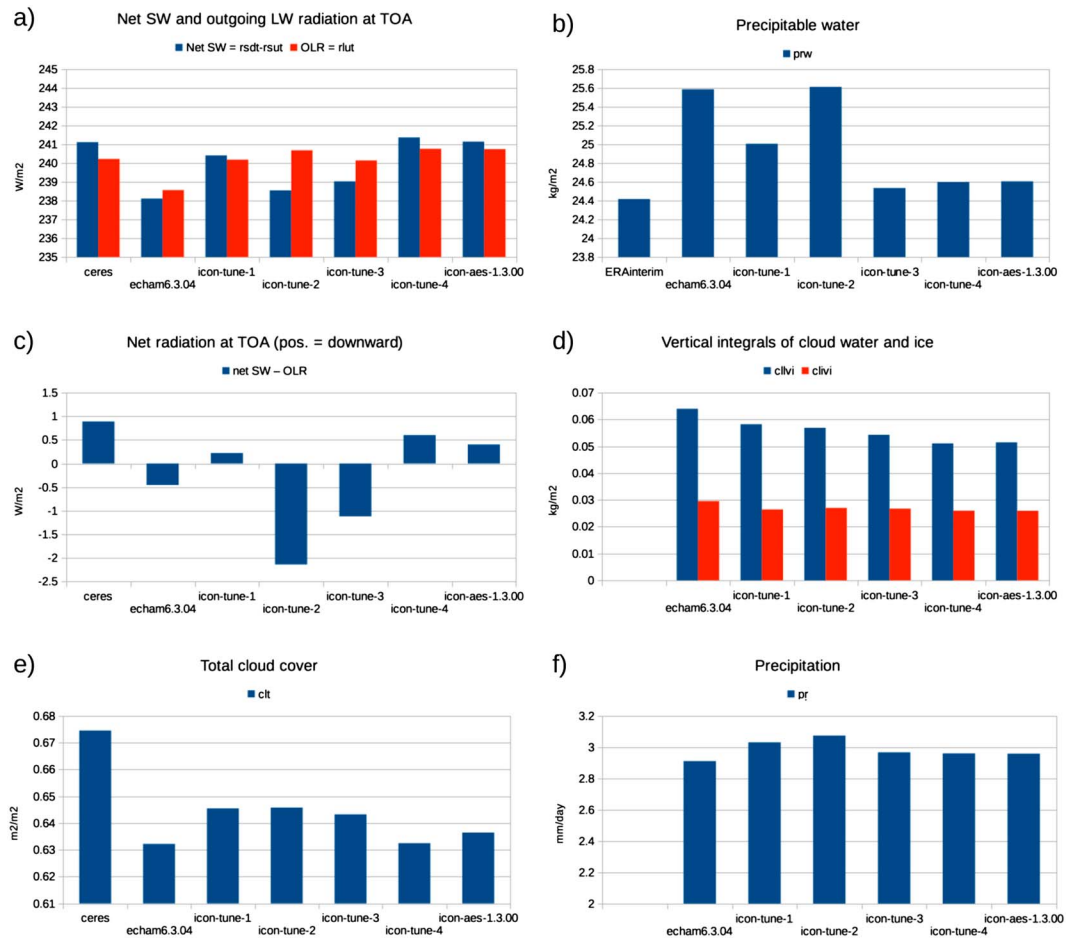 a)
Net SW and outgoing LW radiation at TOA
Net SW = rsdt-rsut OLR = rlut
245
244
243
242
241
240
239
238
237
236
235
W/m2
ceres icon-tune-1 icon-tune-3 icon-aes-1.3.00
echam6.3.04 icon-tune-2 icon-tune-4
b)
Precipitable water
prw
25.8
25.6
25.4
25.2
25
24.8
24.6
24.4
24.2
24
23.8
kg/m2
ERAinterim icon-tune-1 icon-tune-3 icon-aes-1.3.00
echam6.3.04 icon-tune-2 icon-tune-4
c)
Net radiation at TOA (pos. = downward)
net SW – OLR
1.5
1
0.5
0
-0.5
-1
-1.5
-2
-2.5
W/m2
ceres icon-tune-1 icon-tune-3 icon-aes-1.3.00
echam6.3.04 icon-tune-2 icon-tune-4
d)
Vertical integrals of cloud water and ice
cllvi clivi
0.07
0.06
0.05
0.04
0.03
0.02
0.01
0
kg/m2
icon-tune-1 icon-tune-3 icon-aes-1.3.00
echam6.3.04 icon-tune-2 icon-tune-4
e)
Total cloud cover
clt
0.68
0.67
0.66
0.65
0.64
0.63
0.62
0.61
m2/m2
ceres icon-tune-1 icon-tune-3 icon-aes-1.3.00
echam6.3.04 icon-tune-2 icon-tune-4
f)
Precipitation
pr
3.2
3
2.8
2.6
2.4
2.2
2
mm/day
icon-tune-1 icon-tune-3 icon-aes-1.3.00
echam6.3.04 icon-tune-2 icon-tune-4